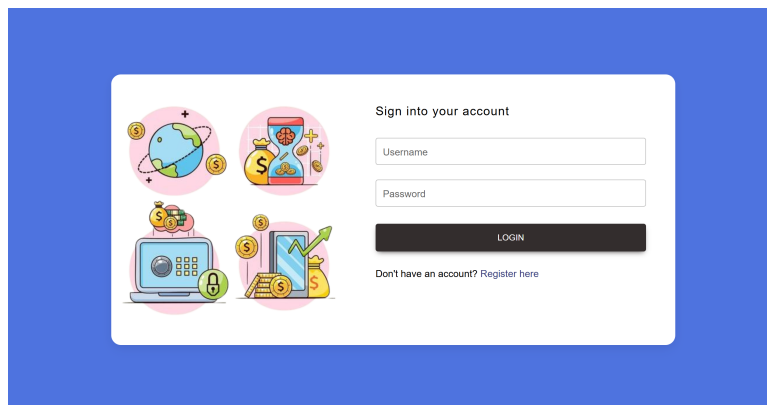 Sign into your account
Username
Password
LOGIN
Don't have an account? Register here